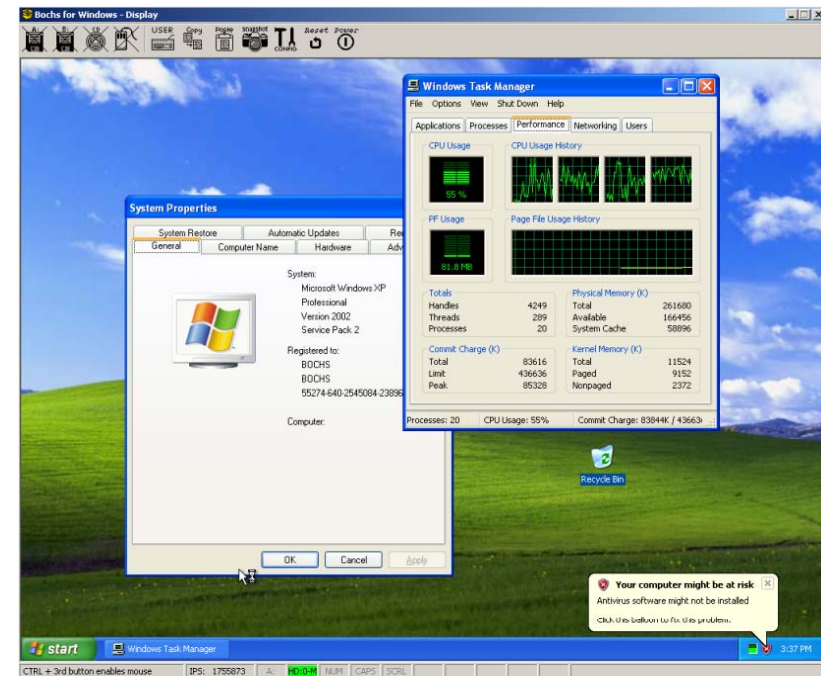 Bochs for Windows - Display
A: B: CD USER Copy Paste snapshot CONFIG Reset Power
Windows Task Manager
File Options View Shut Down Help
Applications Processes Performance Networking Users
CPU Usage CPU Usage History
55 %
PF Usage Page File Usage History
81.8 MB
Totals
Handles 4249
Threads 289
Processes 20
Physical Memory (K)
Total 261680
Available 166456
System Cache 58896
Commit Charge (K)
Total 83616
Limit 436636
Peak 85328
Kernel Memory (K)
Total 11524
Paged 9152
Nonpaged 2372
Processes: 20 CPU Usage: 55% Commit Charge: 83844K / 43663
System Properties
System Restore Automatic Updates Re
General Computer Name Hardware Adv
System:
Microsoft Windows XP
Professional
Version 2002
Service Pack 2
Registered to:
BOCHS
BOCHS
55274-640-2545084-23896
Computer:
OK Cancel Apply
Recycle Bin
Your computer might be at risk
Antivirus software might not be installed
Click this balloon to fix this problem.
start Windows Task Manager 3:37 PM
CTRL + 3rd button enables mouse IPS: 1755873 A: HD:0-M NUM CAPS SCRL